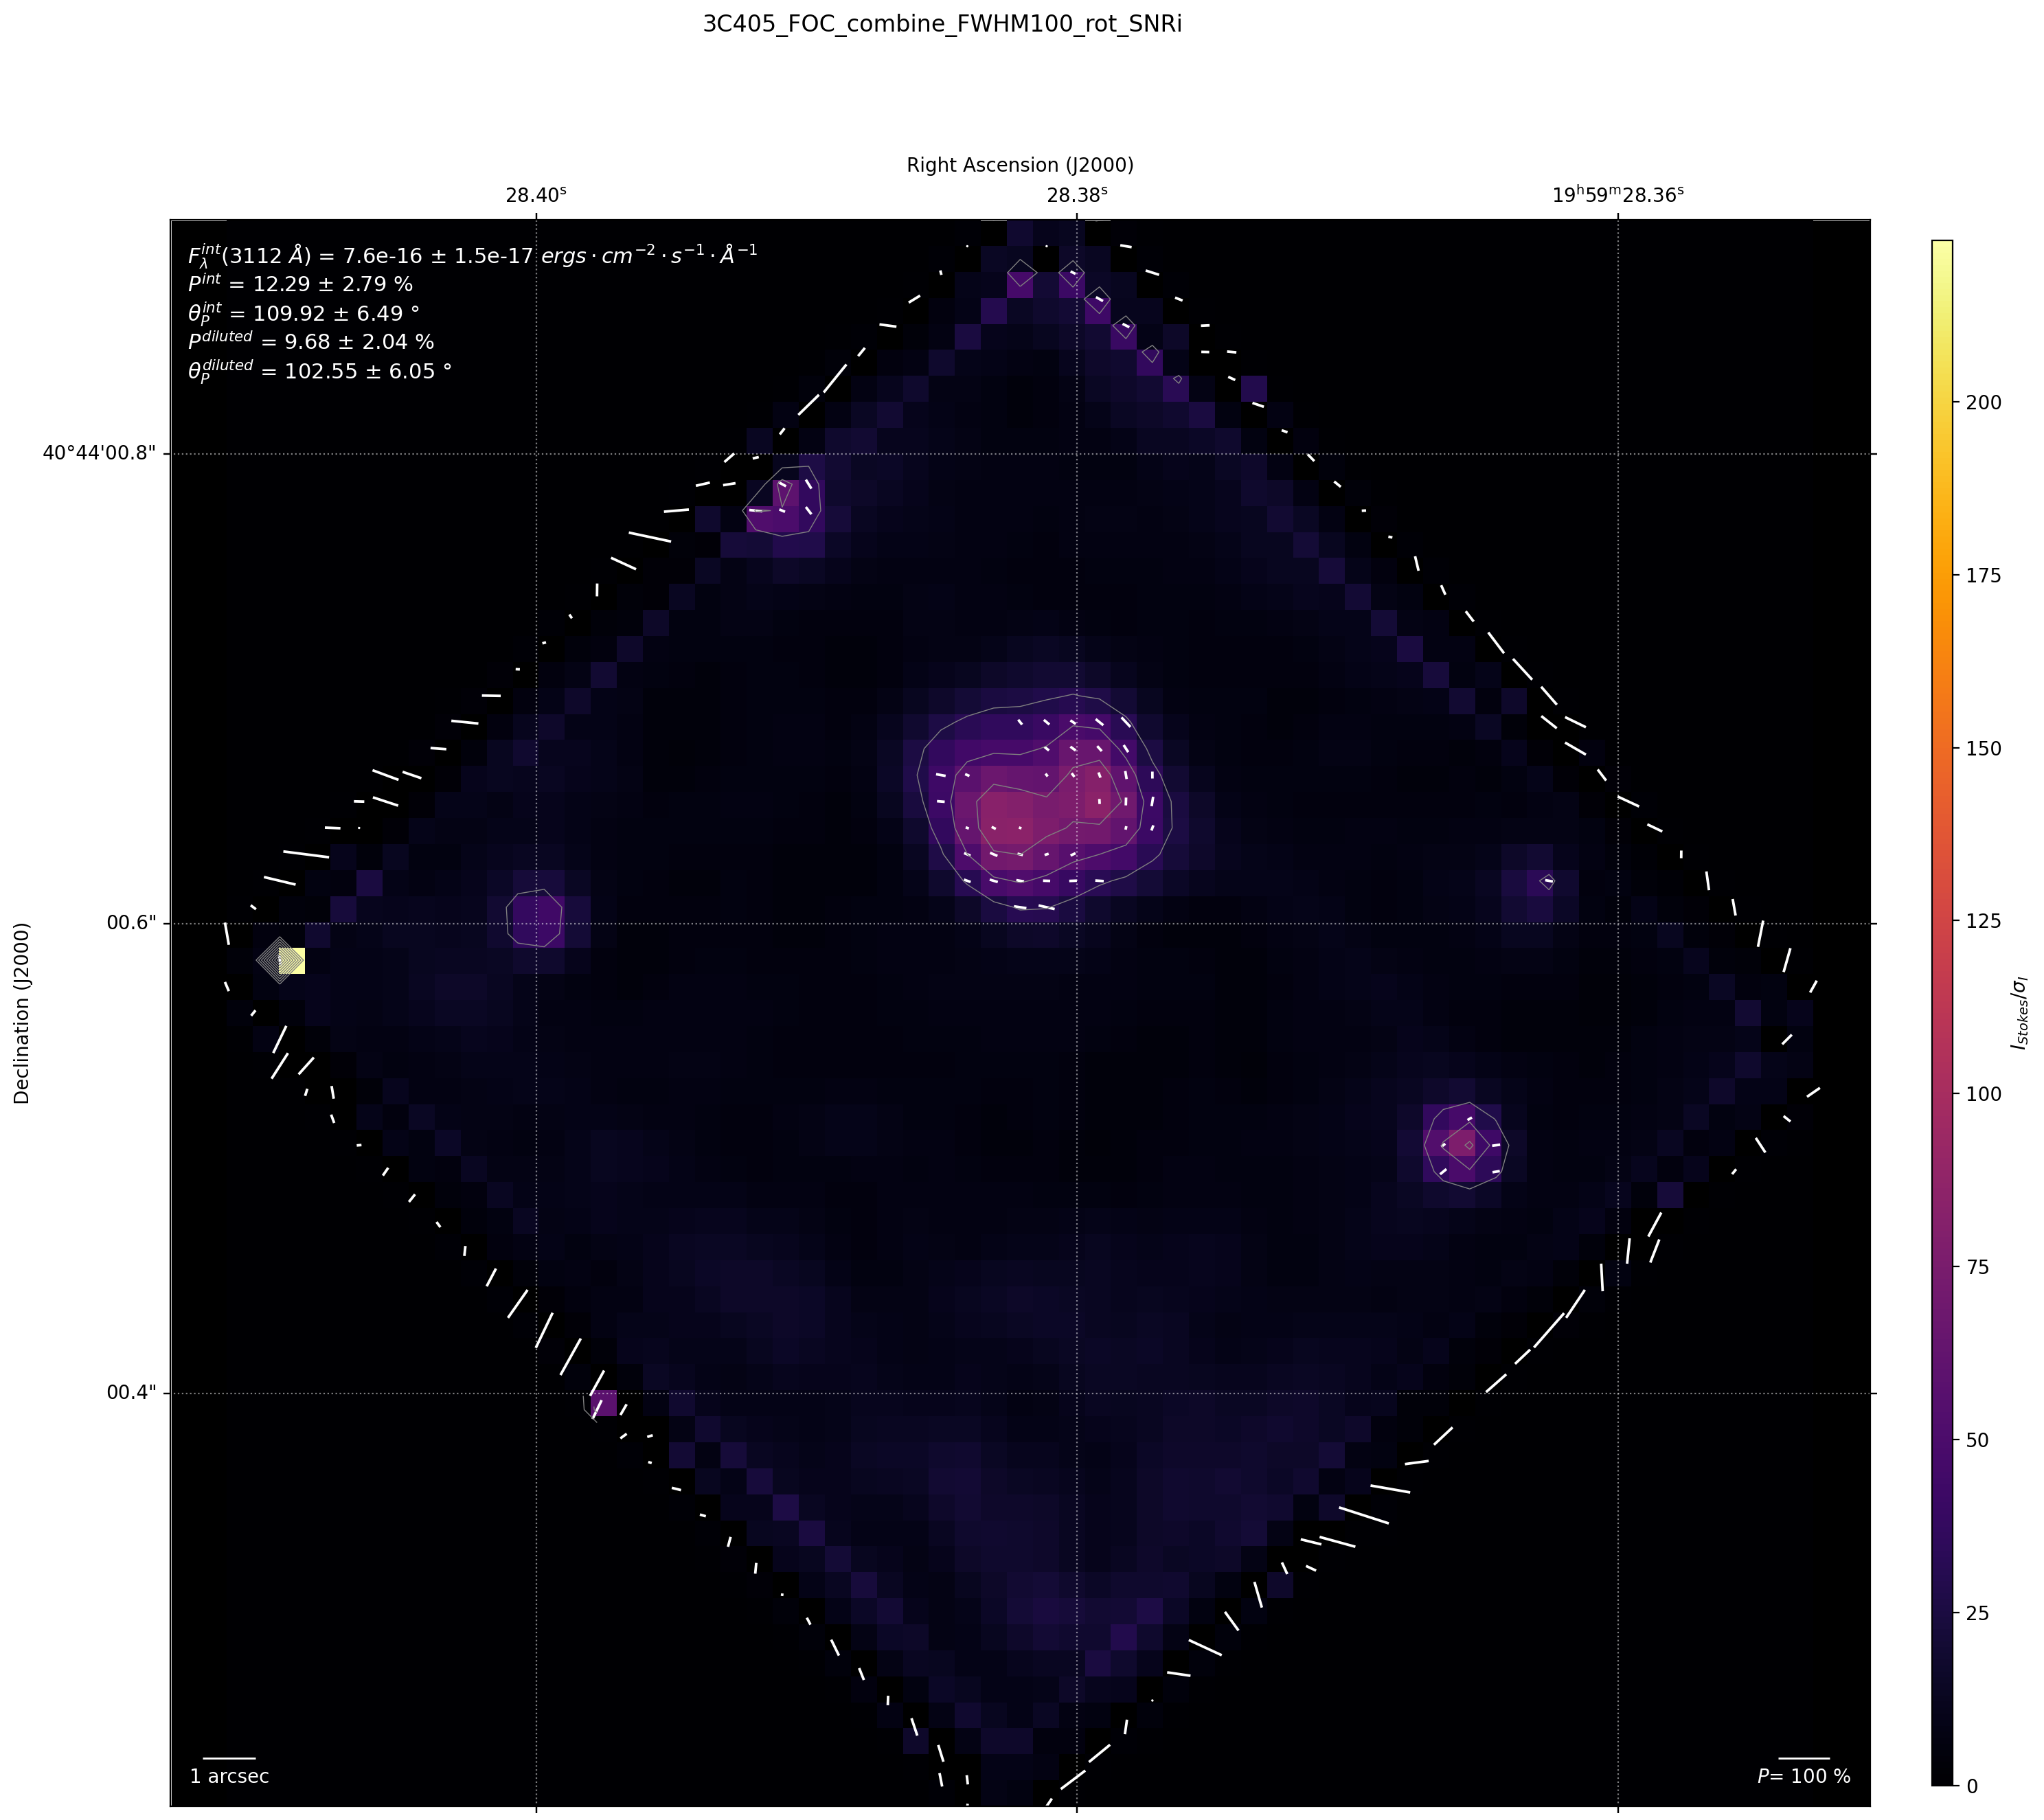 3C405_FOC_combine_FWHM100_rot_SNRi
Right Ascension (J2000)
28.40ˢ 28.38ˢ 19ʰ59ᵐ28.36ˢ
F_λ^int(3112 Å) = 7.6e-16 ± 1.5e-17 ergs · cm⁻² · s⁻¹ · Å⁻¹
P^int = 12.29 ± 2.79 %
θ_P^int = 109.92 ± 6.49 °
P^diluted = 9.68 ± 2.04 %
θ_P^diluted = 102.55 ± 6.05 °
40°44'00.8"
00.6"
00.4"
Declination (J2000)
1 arcsec
P= 100 %
200
175
150
125
100
75
50
25
0
I_Stokes/σ_I